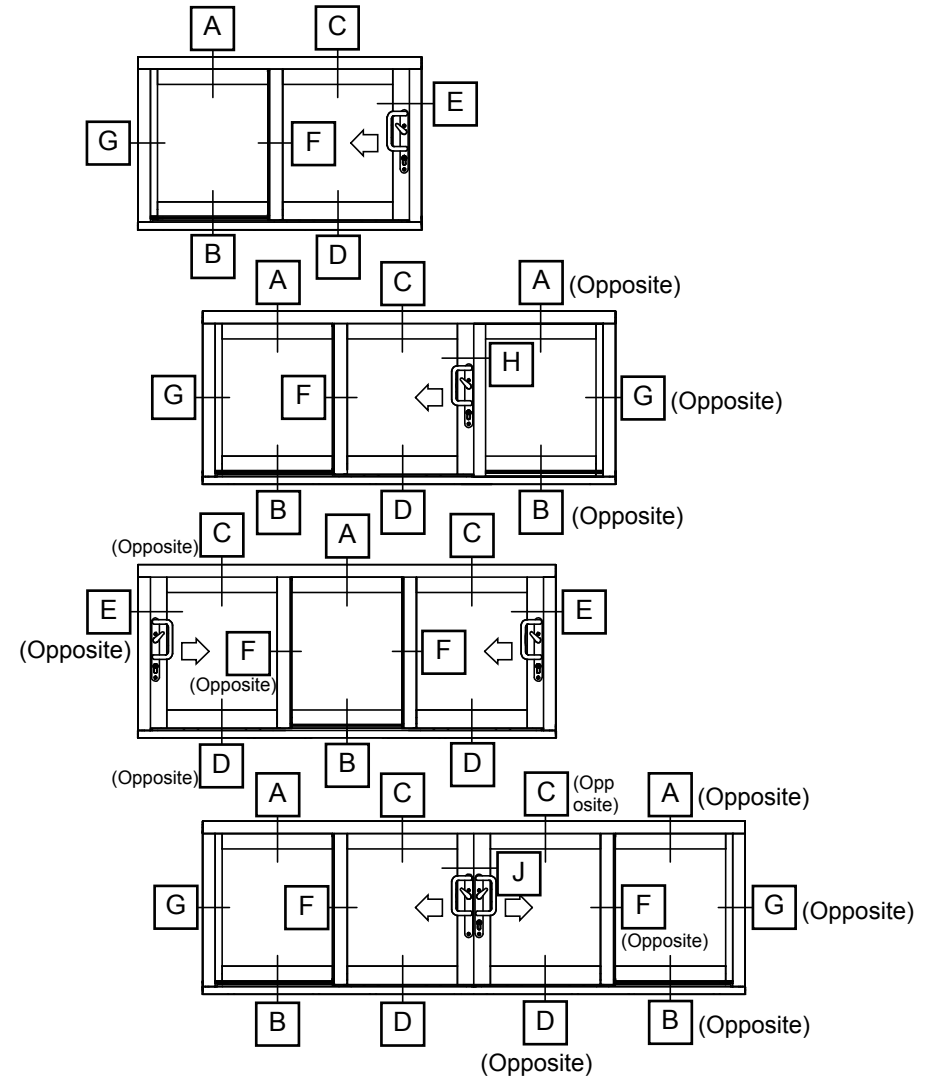 A C
E
G F
B D
A C A (Opposite)
H
G F G (Opposite)
B D B (Opposite)
(Opposite) C A C
E E
(Opposite) F F
(Opposite)
(Opposite) D B D
A C C (Opp
osite) A (Opposite)
J
G F F G (Opposite)
(Opposite)
B D D B (Opposite)
(Opposite)